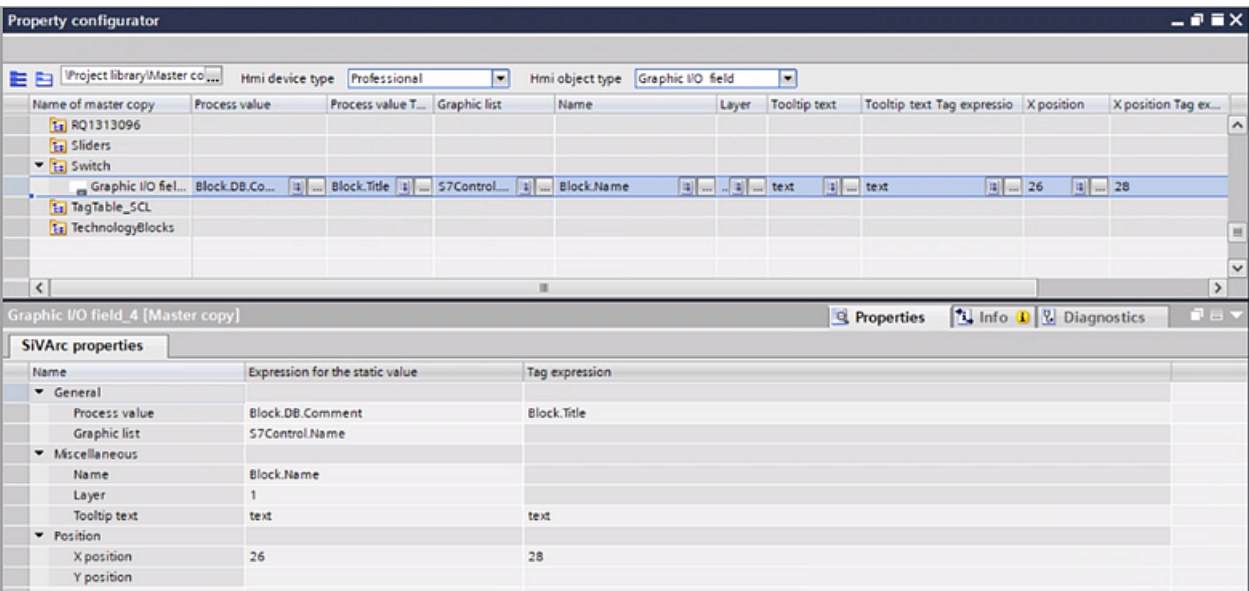 Property configurator
\Project library\Master co ... Hmi device type Professional Hmi object type Graphic I/O field
Name of master copy Process value Process value T... Graphic list Name Layer Tooltip text Tooltip text Tag expressio X position X position Tag ex...
RQ1313096
Sliders
Switch
Graphic I/O fiel... Block.DB.Co... ... Block.Title ... S7Control.... ... Block.Name ... .. ... text ... text ... 26 ... 28
TagTable_SCL
TechnologyBlocks
Graphic I/O field_4 [Master copy] Properties Info Diagnostics
SiVArc properties
Name Expression for the static value Tag expression
General
Process value Block.DB.Comment Block.Title
Graphic list S7Control.Name
Miscellaneous
Name Block.Name
Layer 1
Tooltip text text text
Position
X position 26 28
Y position